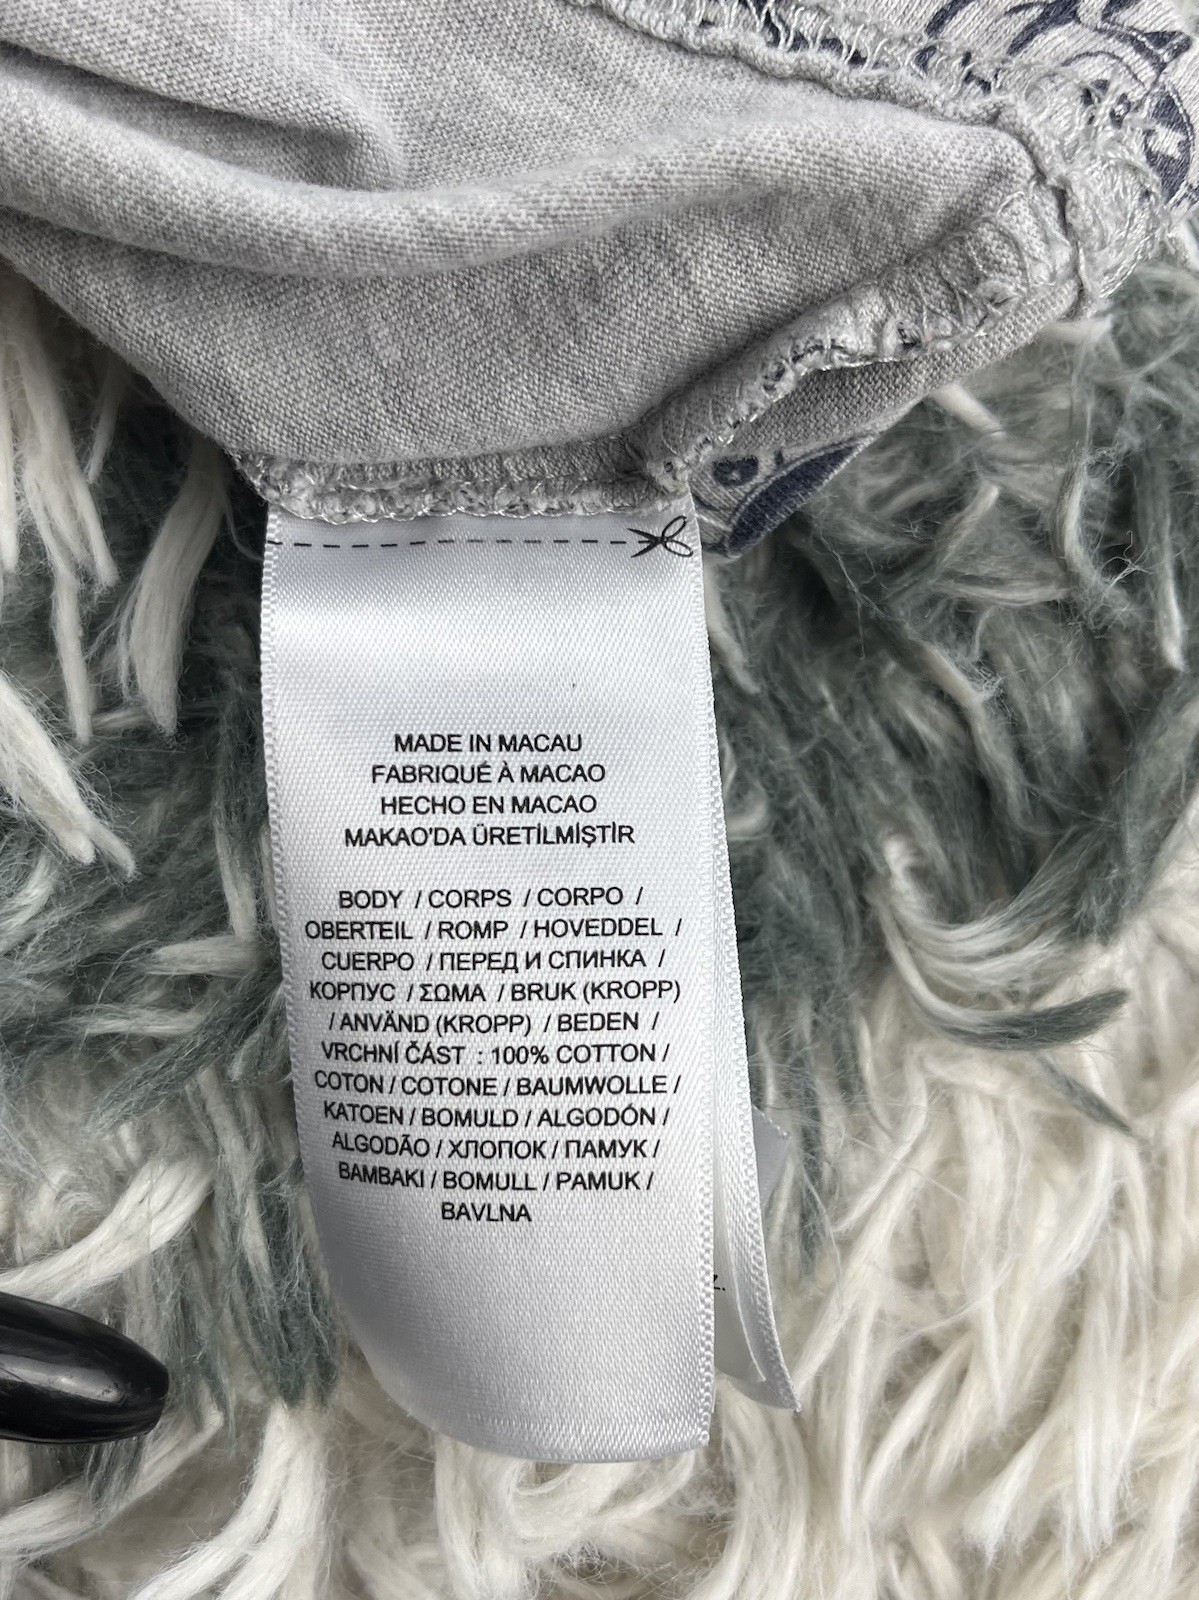 MADE IN MACAU
FABRIQUÉ À MACAO
HECHO EN MACAO
MAKAO'DA ÜRETİLMİŞTİR
BODY / CORPS / CORPO /
OBERTEIL / ROMP / HOVEDDEL /
CUERPO / ПЕРЕД И СПИНКА /
КОРПУС / ΣΩΜΑ / BRUK (KROPP)
/ ANVÄND (KROPP) / BEDEN /
VRCHNÍ ČÁST : 100% COTTON /
COTON / COTONE / BAUMWOLLE /
KATOEN / BOMULD / ALGODÓN /
ALGODÃO / ХЛОПОК / ПАМУК /
BAMBAKI / BOMULL / PAMUK /
BAVLNA